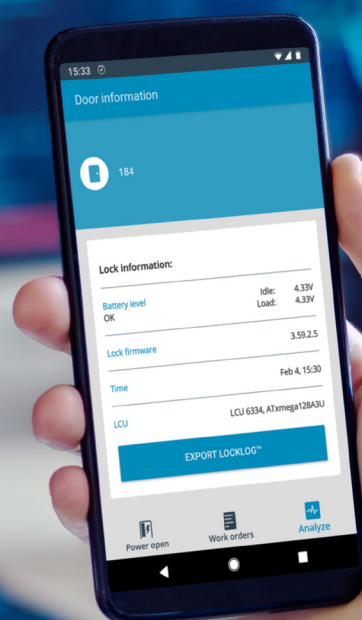 15:33
Door information
184
Lock information:
Battery level
OK
Idle: 4.33V
Load: 4.33V
Lock firmware 3.59.2.5
Time Feb 4, 15:30
LCU LCU 6334, ATxmega128A3U
EXPORT LOCKLOG™
Power open Work orders Analyze